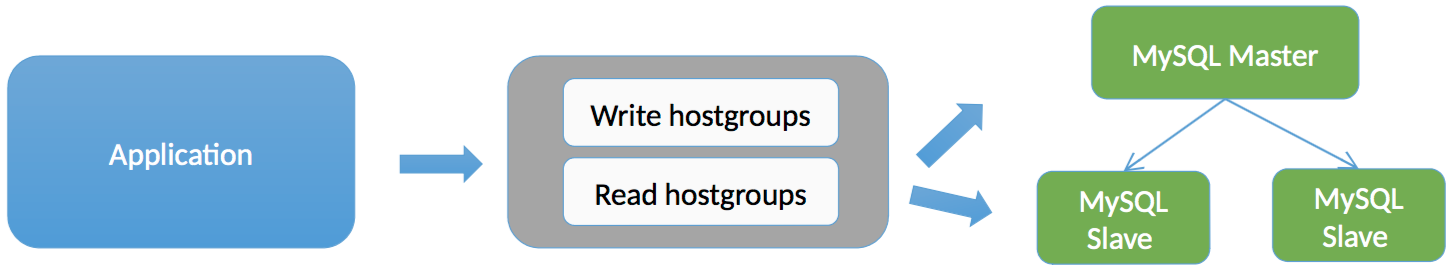 Application
Write hostgroups
Read hostgroups
MySQL Master
MySQL
Slave
MySQL
Slave